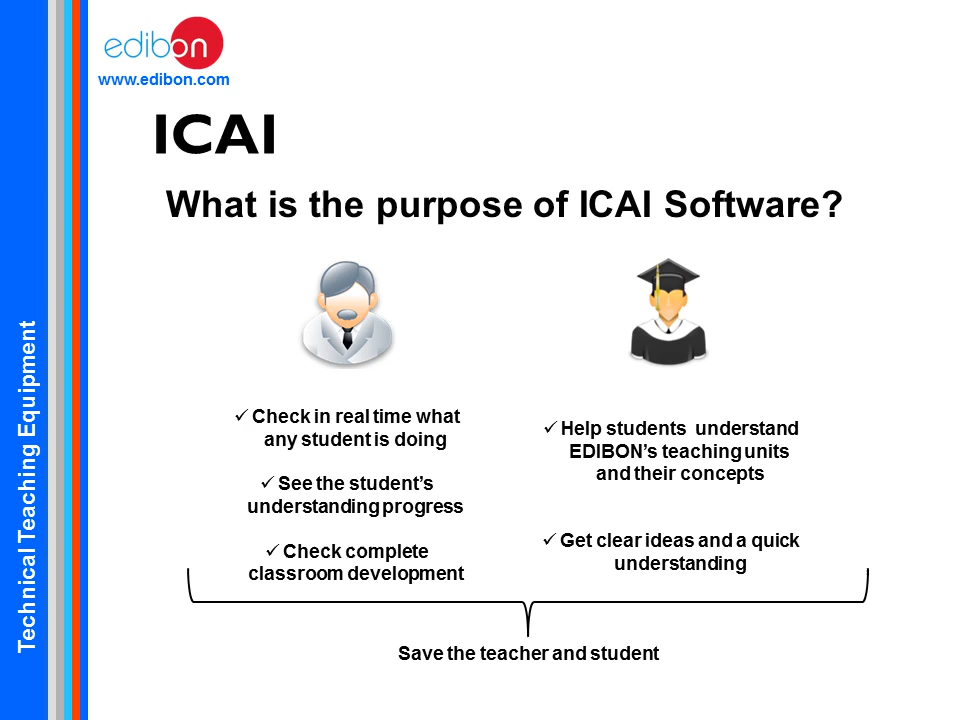 edibon
www.edibon.com
ICAI
What is the purpose of ICAI Software?
✓ Check in real time what
any student is doing
✓ See the student’s
understanding progress
✓ Check complete
classroom development
✓ Help students understand
EDIBON’s teaching units
and their concepts
✓ Get clear ideas and a quick
understanding
Save the teacher and student
Technical Teaching Equipment